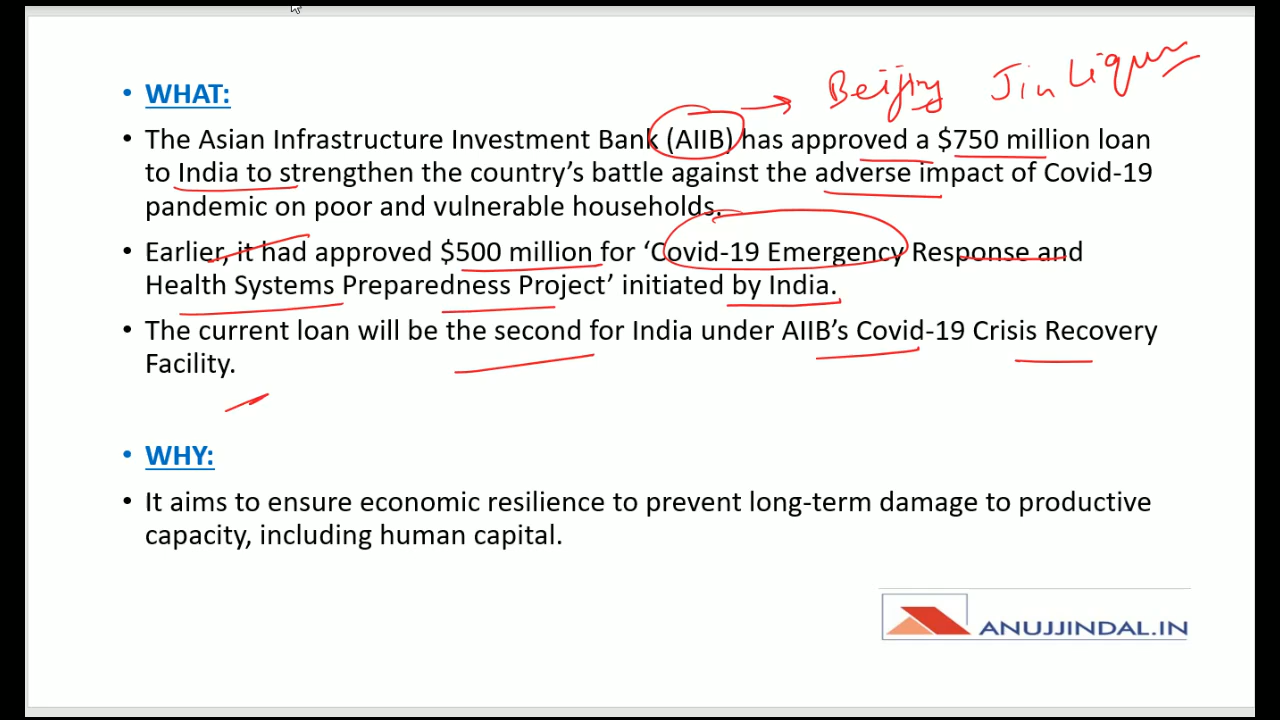 Beijing Jin Liqun
• WHAT:
• The Asian Infrastructure Investment Bank (AIIB) has approved a $750 million loan
to India to strengthen the country's battle against the adverse impact of Covid-19
pandemic on poor and vulnerable households.
• Earlier, it had approved $500 million for ‘Covid-19 Emergency Response and
Health Systems Preparedness Project’ initiated by India.
• The current loan will be the second for India under AIIB's Covid-19 Crisis Recovery
Facility.
• WHY:
• It aims to ensure economic resilience to prevent long-term damage to productive
capacity, including human capital.
ANUJJINDAL.IN